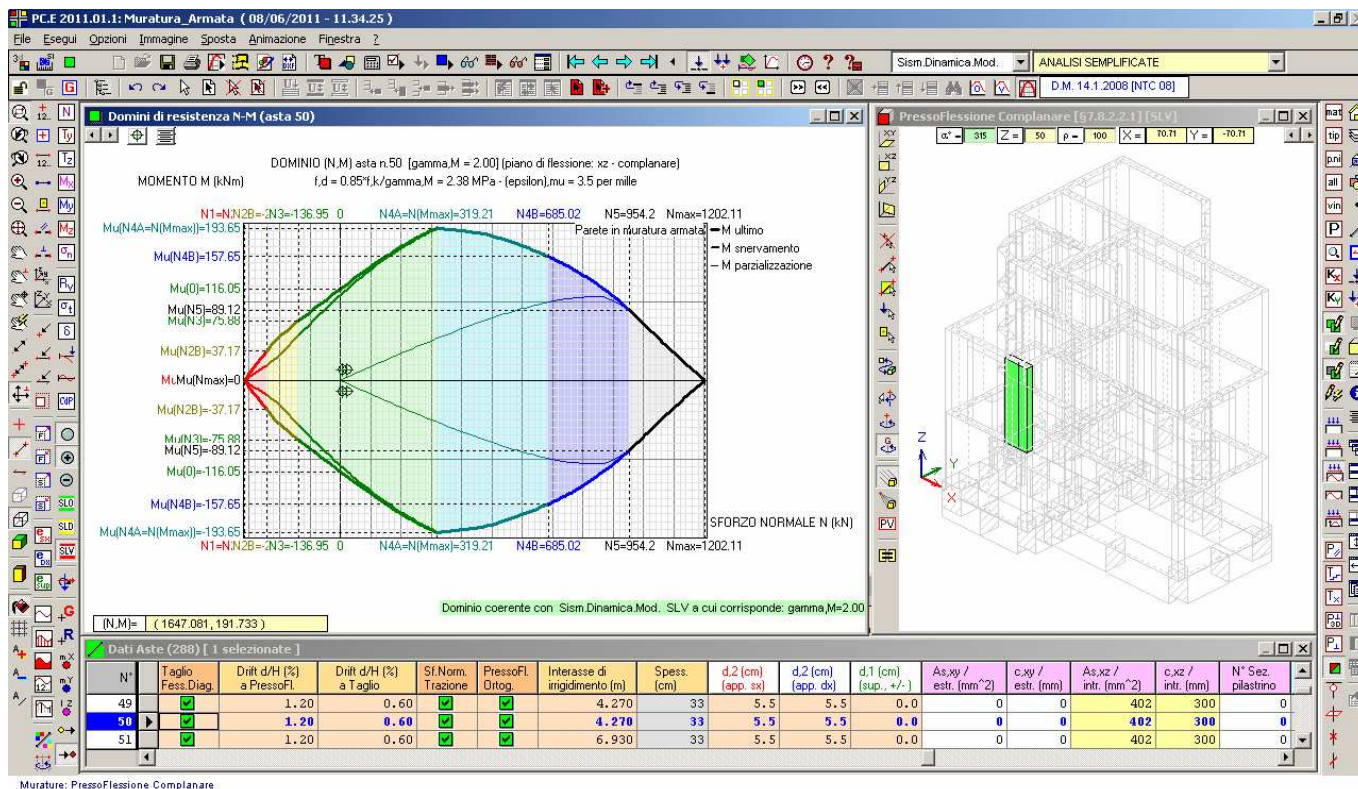 PC.E 2011.01.1: Muratura_Armata ( 08/06/2011 - 11.34.25 )
File Esegui Opzioni Immagine Sposta Animazione Finestra ?
Sism.Dinamica.Mod. ANALISI SEMPLIFICATE
D.M. 14.1.2008 [NTC 08]
Domini di resistenza N-M (asta 50)
DOMINIO (N,M) asta n.50 [gamma,M = 2.00] (piano di flessione: xz - complanare)
MOMENTO M (kNm) f,d = 0.85*f,k/gamma,M = 2.38 MPa - (epsilon),mu = 3.5 per mille
N1=N.N2B=-2N3=-136.95 0 N4A=N(Mmax)=319.21 N4B=685.02 N5=954.2 Nmax=1202.11
Mu(N4A=N(Mmax))=193.65
Parete in muratura armata
M ultimo
M snervamento
M parzializzazione
Mu(N4B)=157.65
Mu(0)=116.05
Mu(N5)=89.12
Mu(N3)=75.88
Mu(N2B)=37.17
Mu.Mu(Nmax)=0
Mu(N2B)=-37.17
Mu(N3)=-75.88
Mu(N5)=-89.12
Mu(0)=-116.05
Mu(N4B)=-157.65
Mu(N4A=N(Mmax))=-193.65
SFORZO NORMALE N (kN)
N1=N.N2B=-2N3=-136.95 0 N4A=N(Mmax)=319.21 N4B=685.02 N5=954.2 Nmax=1202.11
Dominio coerente con Sism.Dinamica.Mod. SLV a cui corrisponde: gamma,M=2.00
(N,M)= ( 1647.081, 191.733 )
PressoFlessione Complanare [§7.8.2.2.1] [SLV]
α,° = 315 Z = 50 ρ = 100 X = 70.71 Y = -70.71
Z
Y
X
Dati Aste (288) [ 1 selezionate ]
N° Taglio Fess.Diag. Drift d/H (%) a PressoFl. Drift d/H (%) a Taglio Sf.Norm. Trazione PressoFl. Ortog. Interasse di irrigidimento (m) Spess. (cm) d,2 (cm) (app. sx) d,2 (cm) (app. dx) d,1 (cm) (sup., +/-) As,xy / estr. (mm^2) c,xy / estr. (mm) As,xz / intr. (mm^2) c,xz / intr. (mm) N° Sez. pilastrino
49 1.20 0.60 4.270 33 5.5 5.5 0.0 0 0 402 300 0
50 1.20 0.60 4.270 33 5.5 5.5 0.0 0 0 402 300 0
51 1.20 0.60 6.930 33 5.5 5.5 0.0 0 0 402 300 0
Murature: PressoFlessione Complanare